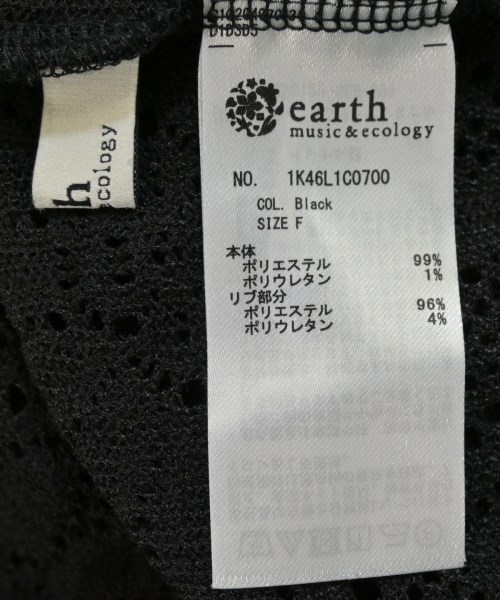 D1D3D5
earth
music&ecology
NO. 1K46L1C0700
COL. Black
SIZE F
本体
ポリエステル 99%
ポリウレタン 1%
リブ部分
ポリエステル 96%
ポリウレタン 4%
h
ecology